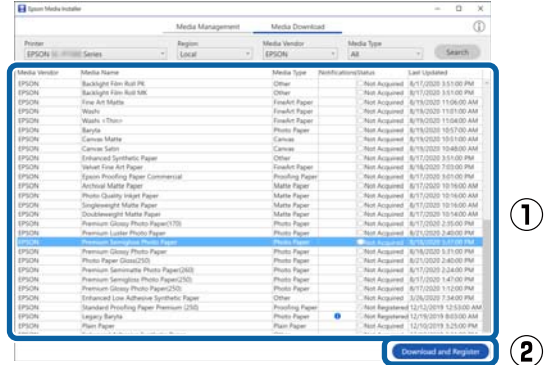 Epson Media Installer
Media Management Media Download
Printer Region Media Vendor Media Type
EPSON Series Local EPSON All Search
Media Vendor Media Name Media Type Notifications Status Last Updated
EPSON Backlight Film Roll PK Other Not Acquired 8/17/2020 3:51:00 PM
EPSON Backlight Film Roll MK Other Not Acquired 8/17/2020 3:51:00 PM
EPSON Fine Art Matte FineArt Paper Not Acquired 8/19/2020 11:06:00 AM
EPSON Washi FineArt Paper Not Acquired 8/19/2020 11:01:00 AM
EPSON Washi <Thin> FineArt Paper Not Acquired 8/19/2020 11:04:00 AM
EPSON Baryta Photo Paper Not Acquired 8/19/2020 10:57:00 AM
EPSON Canvas Matte Canvas Not Acquired 8/19/2020 10:51:00 AM
EPSON Canvas Satin Canvas Not Acquired 8/19/2020 10:48:00 AM
EPSON Enhanced Synthetic Paper Other Not Acquired 8/17/2020 3:51:00 PM
EPSON Velvet Fine Art Paper FineArt Paper Not Acquired 8/18/2020 7:03:00 PM
EPSON Epson Proofing Paper Commercial Proofing Paper Not Acquired 8/17/2020 3:01:00 PM
EPSON Archival Matte Paper Matte Paper Not Acquired 8/17/2020 10:16:00 AM
EPSON Photo Quality Inkjet Paper Matte Paper Not Acquired 8/17/2020 10:16:00 AM
EPSON Singleweight Matte Paper Matte Paper Not Acquired 8/17/2020 10:16:00 AM
EPSON Doubleweight Matte Paper Matte Paper Not Acquired 8/17/2020 10:14:00 AM
EPSON Premium Glossy Photo Paper(170) Photo Paper Not Acquired 8/17/2020 2:35:00 PM
EPSON Premium Luster Photo Paper Photo Paper Not Acquired 8/21/2020 2:40:00 PM
EPSON Premium Semigloss Photo Paper Photo Paper Not Acquired
EPSON Premium Glossy Photo Paper Photo Paper Not Acquired 8/18/2020 5:31:00 PM
EPSON Photo Paper Gloss(250) Photo Paper Not Acquired 8/21/2020 2:40:00 PM
EPSON Premium Semimatte Photo Paper(260) Photo Paper Not Acquired 8/17/2020 2:24:00 PM
EPSON Premium Semigloss Photo Paper(250) Photo Paper Not Acquired 8/17/2020 1:47:00 PM
EPSON Premium Glossy Photo Paper(250) Photo Paper Not Acquired 8/17/2020 1:12:00 PM
EPSON Enhanced Low Adhesive Synthetic Paper Other Not Acquired 3/26/2020 7:34:00 PM
EPSON Standard Proofing Paper Premium (250) Proofing Paper Not Registered 12/12/2019 12:53:00 AM
EPSON Legacy Baryta Photo Paper Not Registered 12/19/2019 8:03:00 AM
EPSON Plain Paper Plain Paper Not Acquired 12/10/2019 3:25:00 PM
Download and Register
①
②